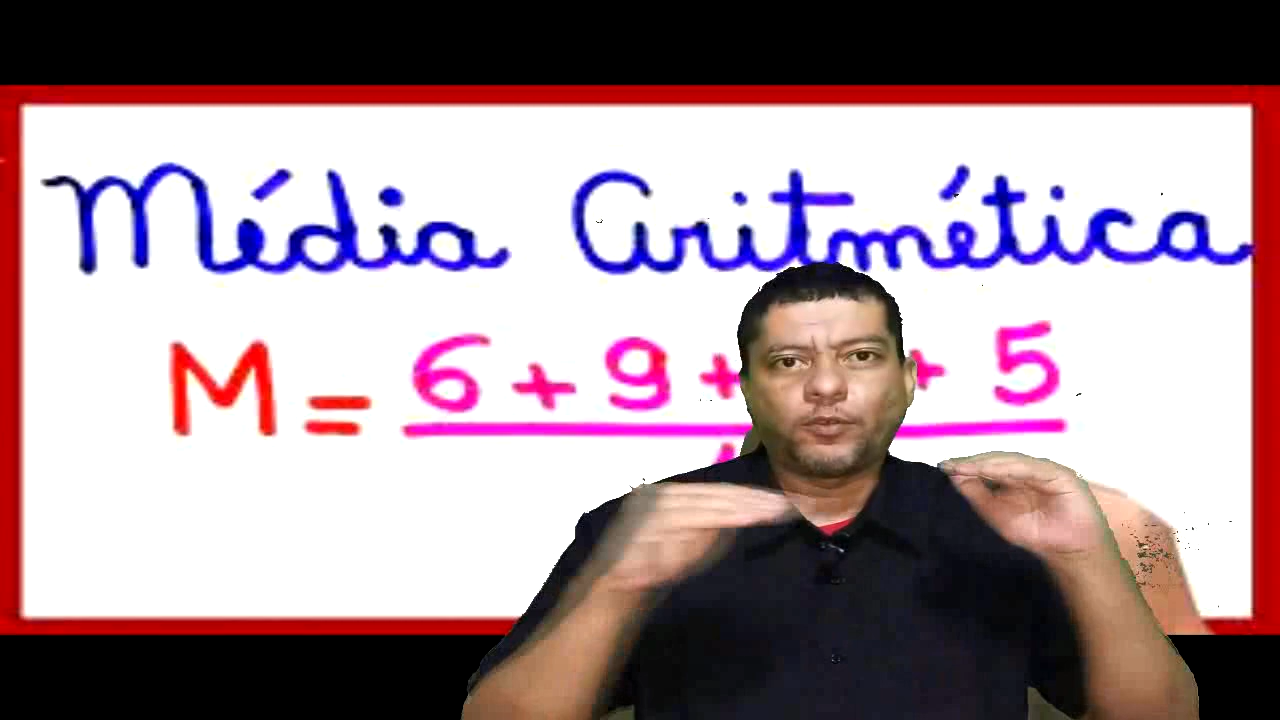 Média Aritmética
M = 6 + 9 + + 5